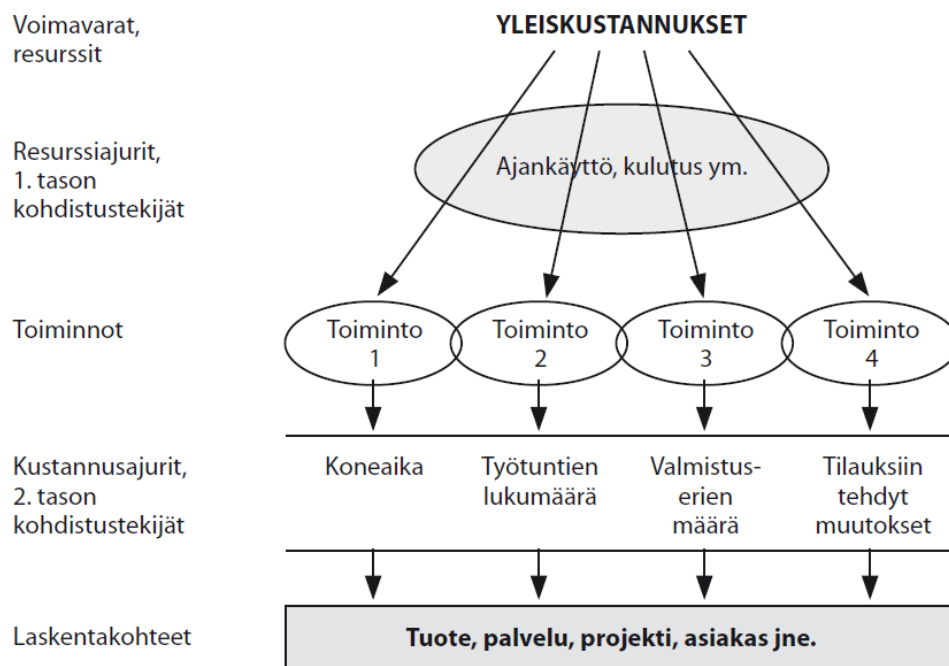 Voimavarat,
resurssit
YLEISKUSTANNUKSET
Resurssiajurit,
1. tason
kohdistustekijät
Ajankäyttö, kulutus ym.
Toiminnot
Toiminto
1
Toiminto
2
Toiminto
3
Toiminto
4
Kustannusajurit,
2. tason
kohdistustekijät
Koneaika
Työtuntien
lukumäärä
Valmistus-
erien
määrä
Tilauksiin
tehdyt
muutokset
Laskentakohteet
Tuote, palvelu, projekti, asiakas jne.